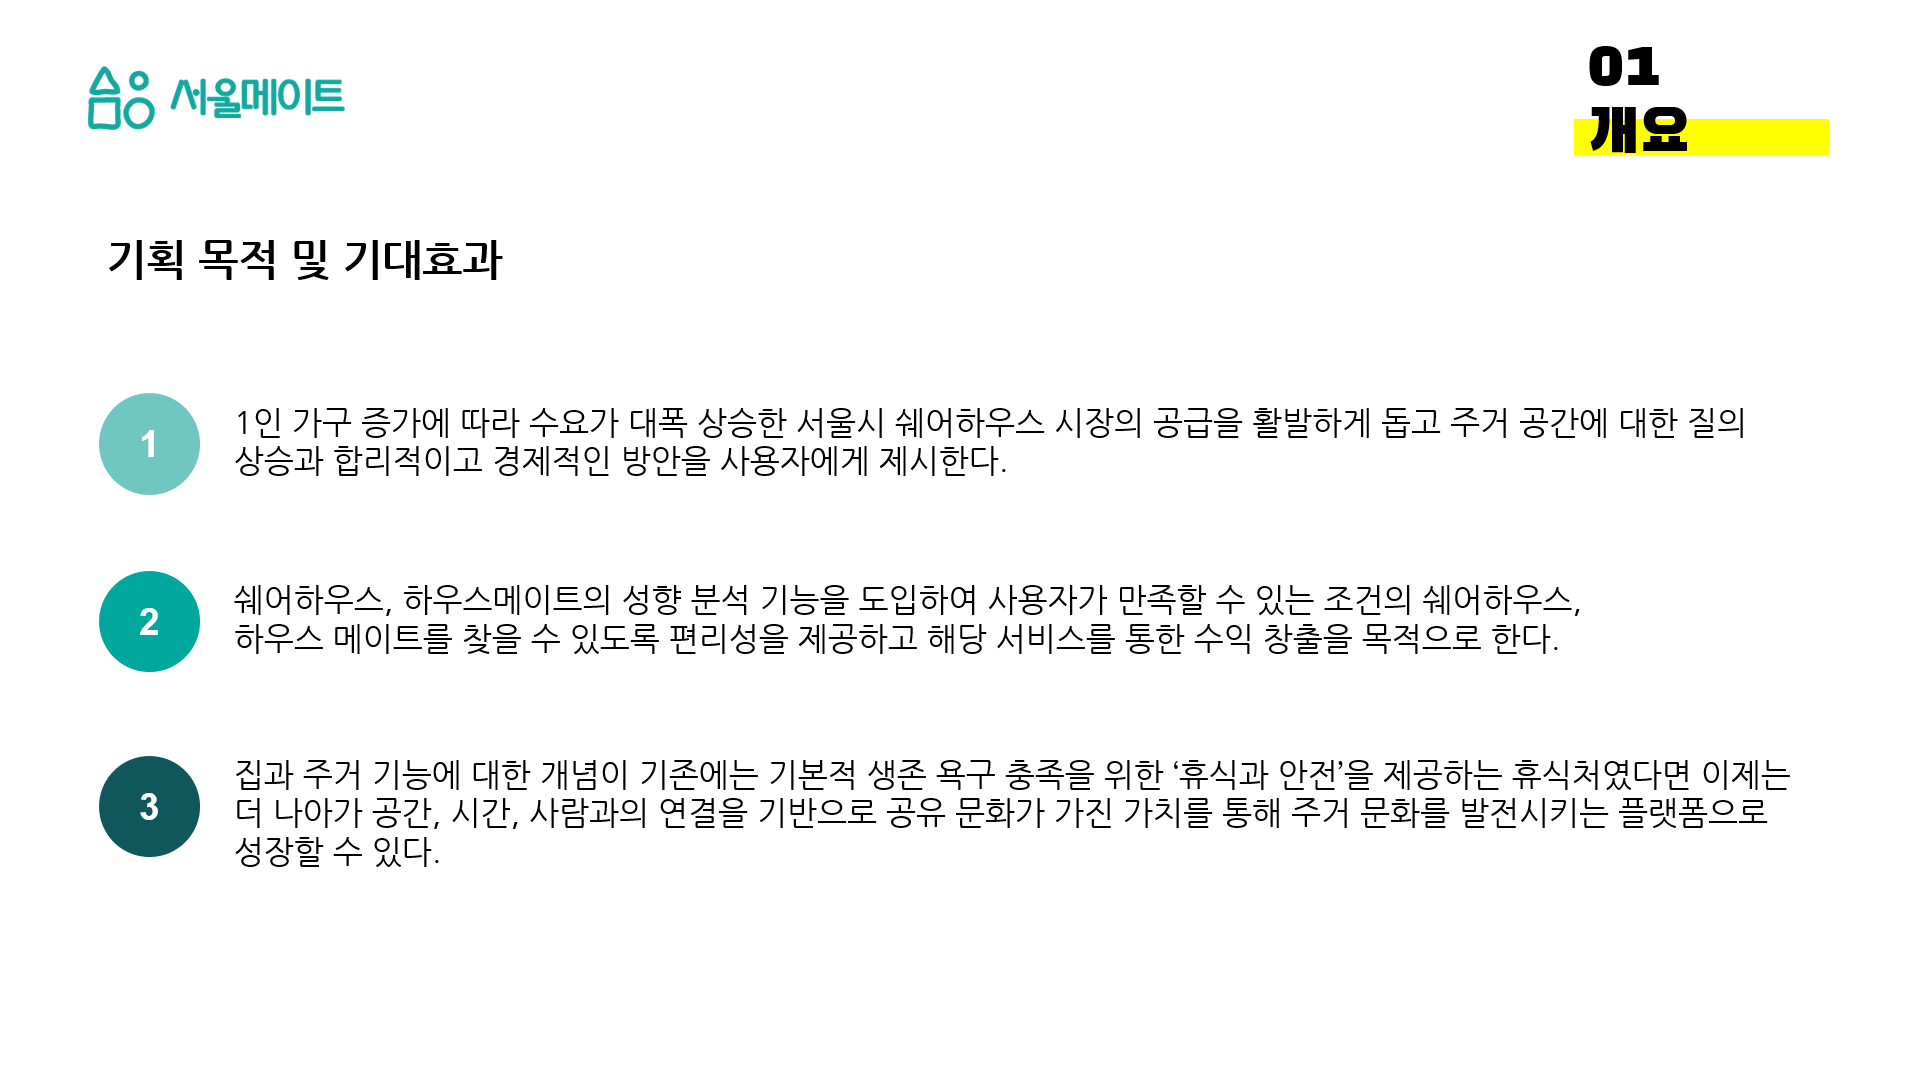 서울메이트
01
개요
기획 목적 및 기대효과
1
1인 가구 증가에 따라 수요가 대폭 상승한 서울시 쉐어하우스 시장의 공급을 활발하게 돕고 주거 공간에 대한 질의
상승과 합리적이고 경제적인 방안을 사용자에게 제시한다.
2
쉐어하우스, 하우스메이트의 성향 분석 기능을 도입하여 사용자가 만족할 수 있는 조건의 쉐어하우스,
하우스 메이트를 찾을 수 있도록 편리성을 제공하고 해당 서비스를 통한 수익 창출을 목적으로 한다.
3
집과 주거 기능에 대한 개념이 기존에는 기본적 생존 욕구 충족을 위한 ‘휴식과 안전’을 제공하는 휴식처였다면 이제는
더 나아가 공간, 시간, 사람과의 연결을 기반으로 공유 문화가 가진 가치를 통해 주거 문화를 발전시키는 플랫폼으로
성장할 수 있다.